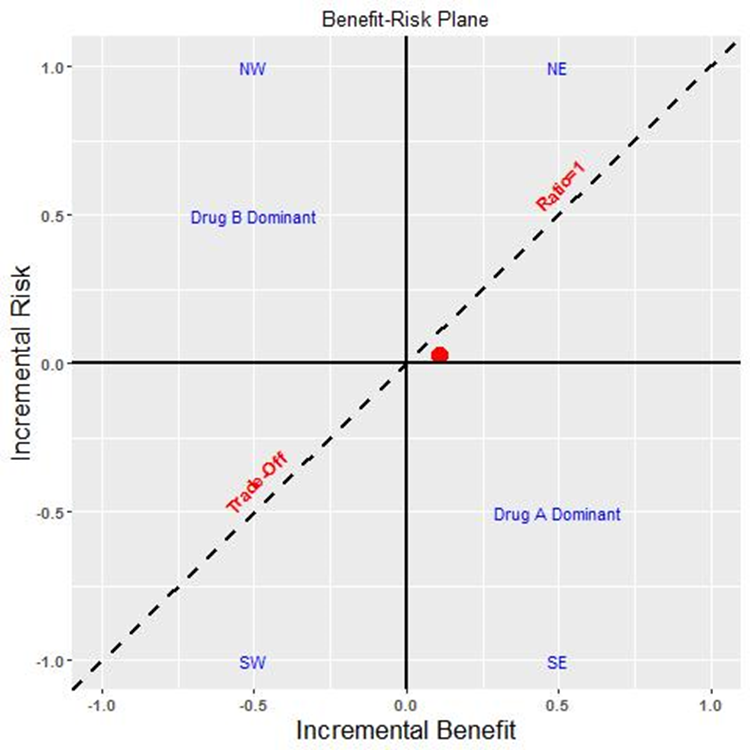 Benefit-Risk Plane
1.0
NW
NE
Ratio=1
0.5
Drug B Dominant
Incremental Risk
0.0
Trade-Off
-0.5
Drug A Dominant
-1.0
SW
SE
-1.0
-0.5
0.0
0.5
1.0
Incremental Benefit